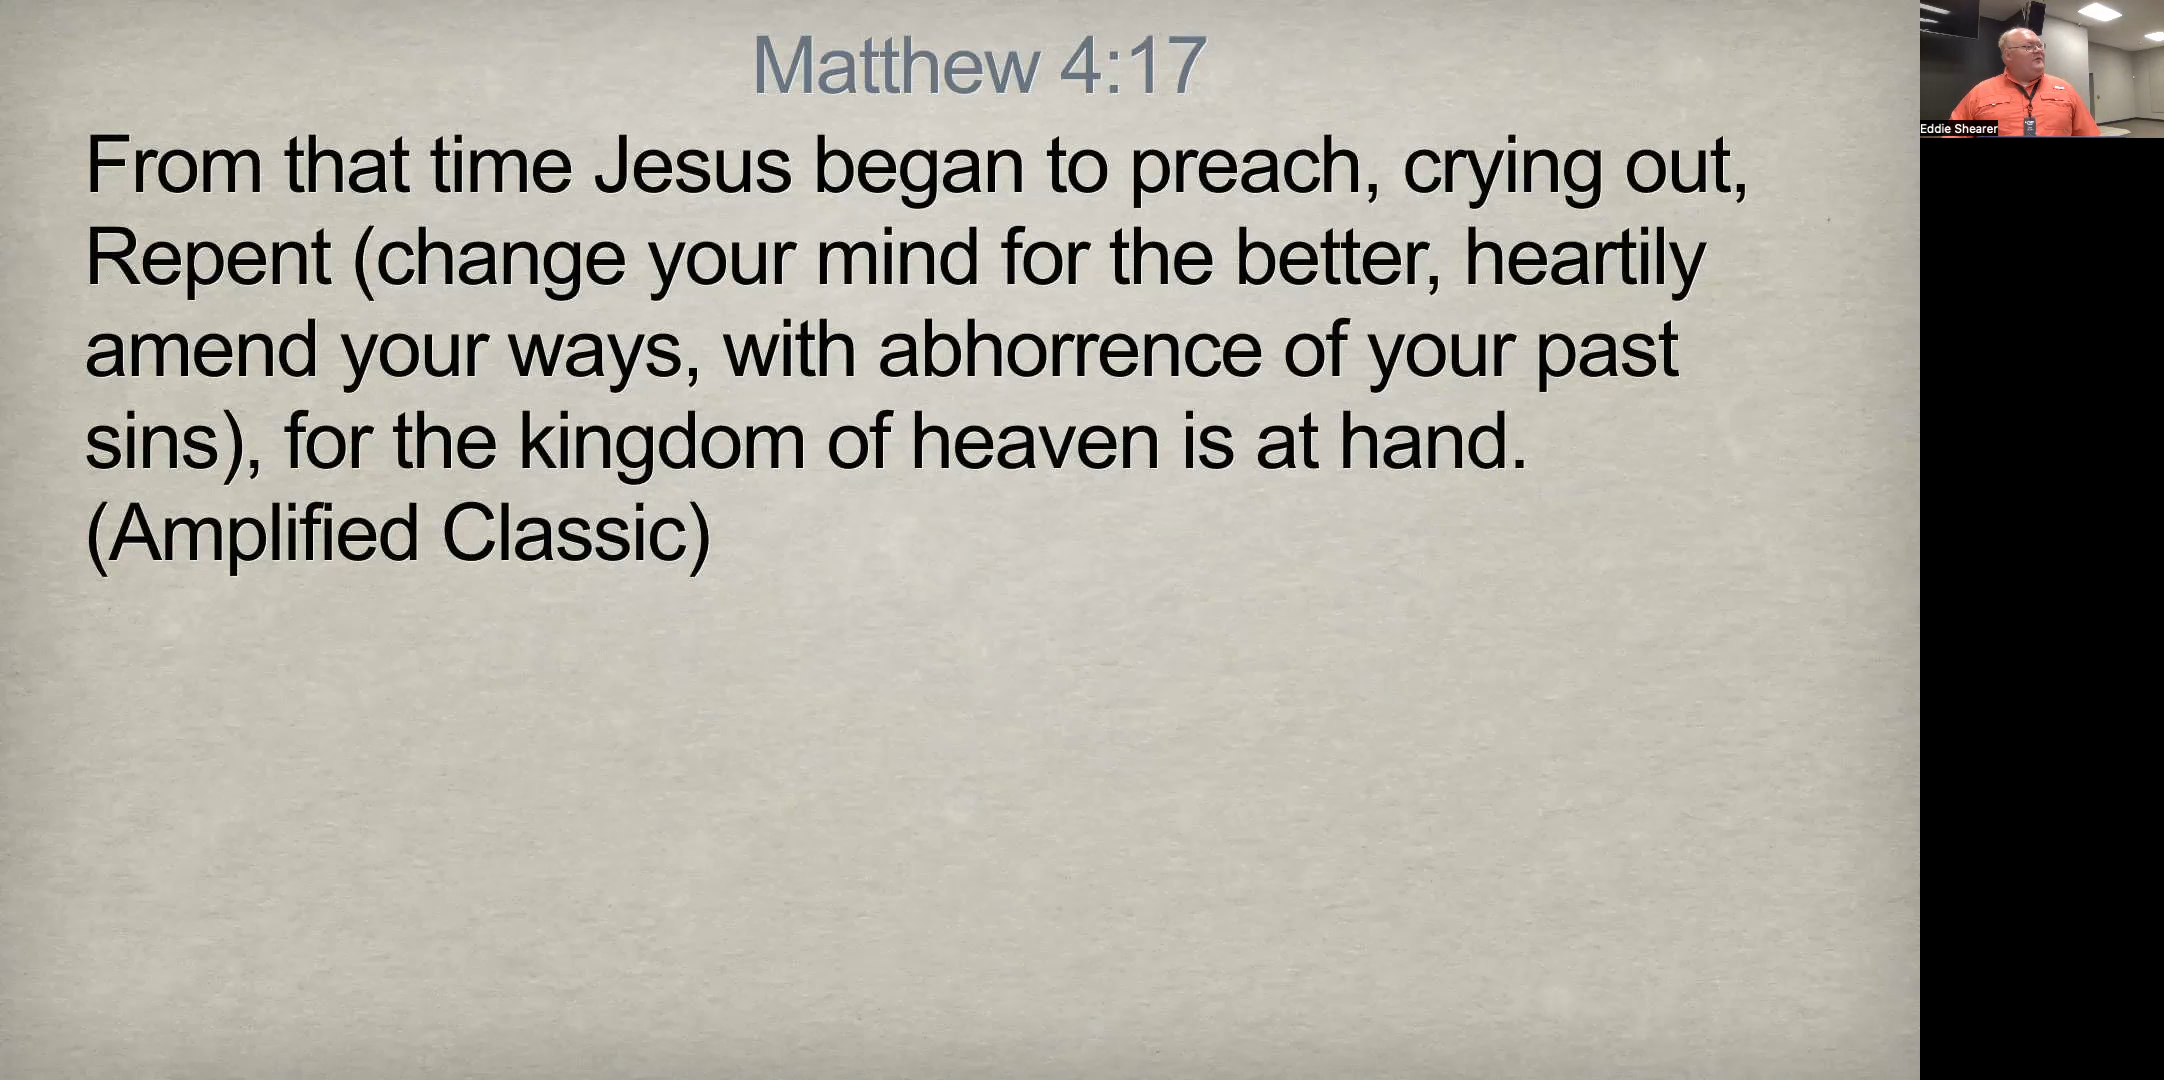 Matthew 4:17
From that time Jesus began to preach, crying out,
Repent (change your mind for the better, heartily
amend your ways, with abhorrence of your past
sins), for the kingdom of heaven is at hand.
(Amplified Classic)
Eddie Shearer